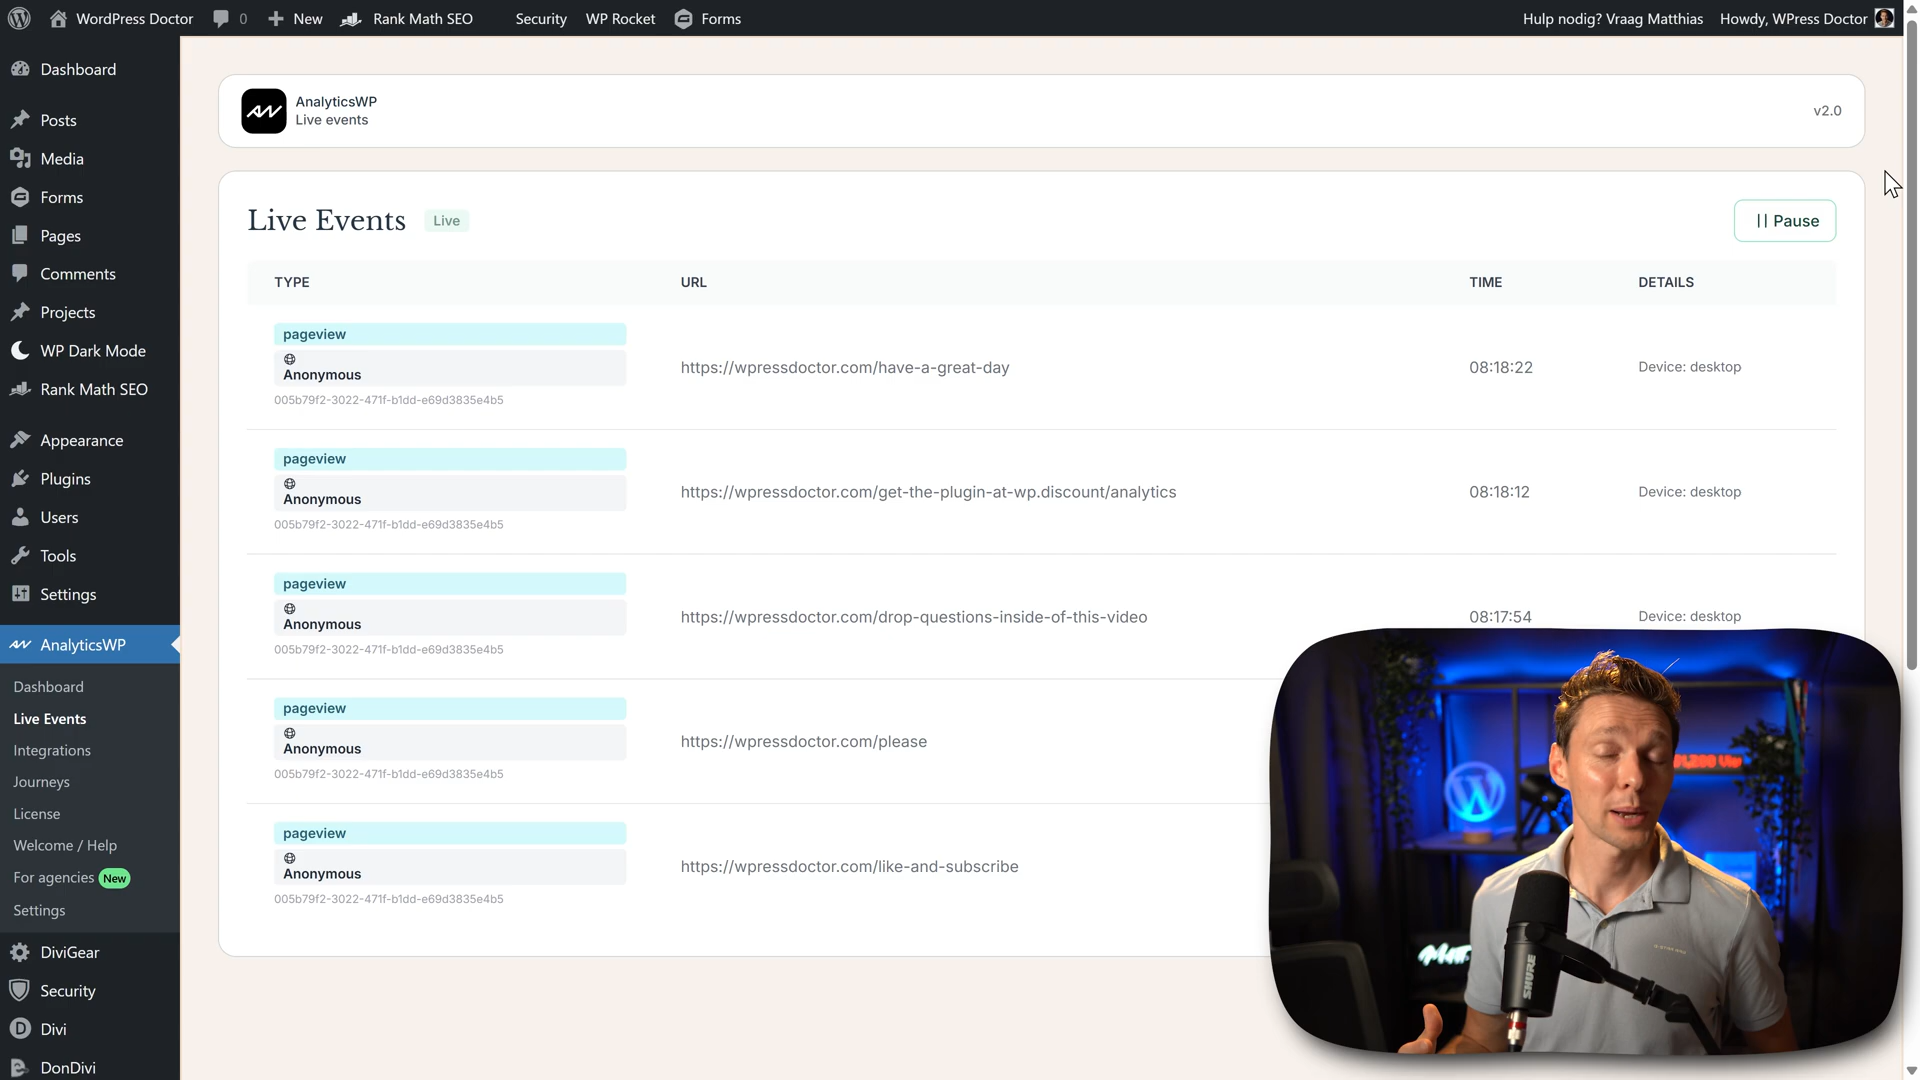 WordPress Doctor 0 New Rank Math SEO Security WP Rocket Forms Hulp nodig? Vraag Matthias Howdy, WPress Doctor
Dashboard
Posts
Media
Forms
Pages
Comments
Projects
WP Dark Mode
Rank Math SEO
Appearance
Plugins
Users
Tools
Settings
AnalyticsWP
Dashboard
Live Events
Integrations
Journeys
License
Welcome / Help
For agencies New
Settings
DiviGear
Security
Divi
DonDivi
AnalyticsWP
Live events
v2.0
Live Events Live Pause
TYPE URL TIME DETAILS
pageview
Anonymous
005b79f2-3022-471f-b1dd-e69d3835e4b5
https://wpressdoctor.com/have-a-great-day 08:18:22 Device: desktop
pageview
Anonymous
005b79f2-3022-471f-b1dd-e69d3835e4b5
https://wpressdoctor.com/get-the-plugin-at-wp.discount/analytics 08:18:12 Device: desktop
pageview
Anonymous
005b79f2-3022-471f-b1dd-e69d3835e4b5
https://wpressdoctor.com/drop-questions-inside-of-this-video 08:17:54 Device: desktop
pageview
Anonymous
005b79f2-3022-471f-b1dd-e69d3835e4b5
https://wpressdoctor.com/please
pageview
Anonymous
005b79f2-3022-471f-b1dd-e69d3835e4b5
https://wpressdoctor.com/like-and-subscribe
SHURE